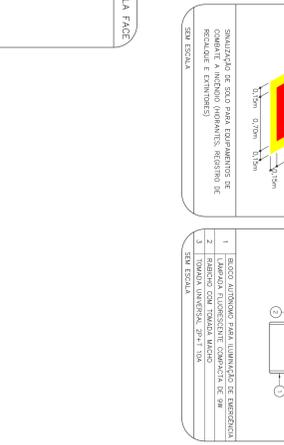 LA FACE
0,15m
0,70m
0,15m
0,15m
SINALIZAÇÃO DE SOLO PARA EQUIPAMENTOS DE
COMBATE A INCÊNDIO (HIDRANTES, REGISTRO DE
RECALQUE E EXTINTORES)
SEM ESCALA
2
1
1 BLOCO AUTÔNOMO PARA ILUMINAÇÃO DE EMERGÊNCIA
LÂMPADA FLUORESCENTE COMPACTA DE 9W
2 RABICHO COM TOMADA MACHO
3 TOMADA UNIVERSAL 2P+T 10A
SEM ESCALA